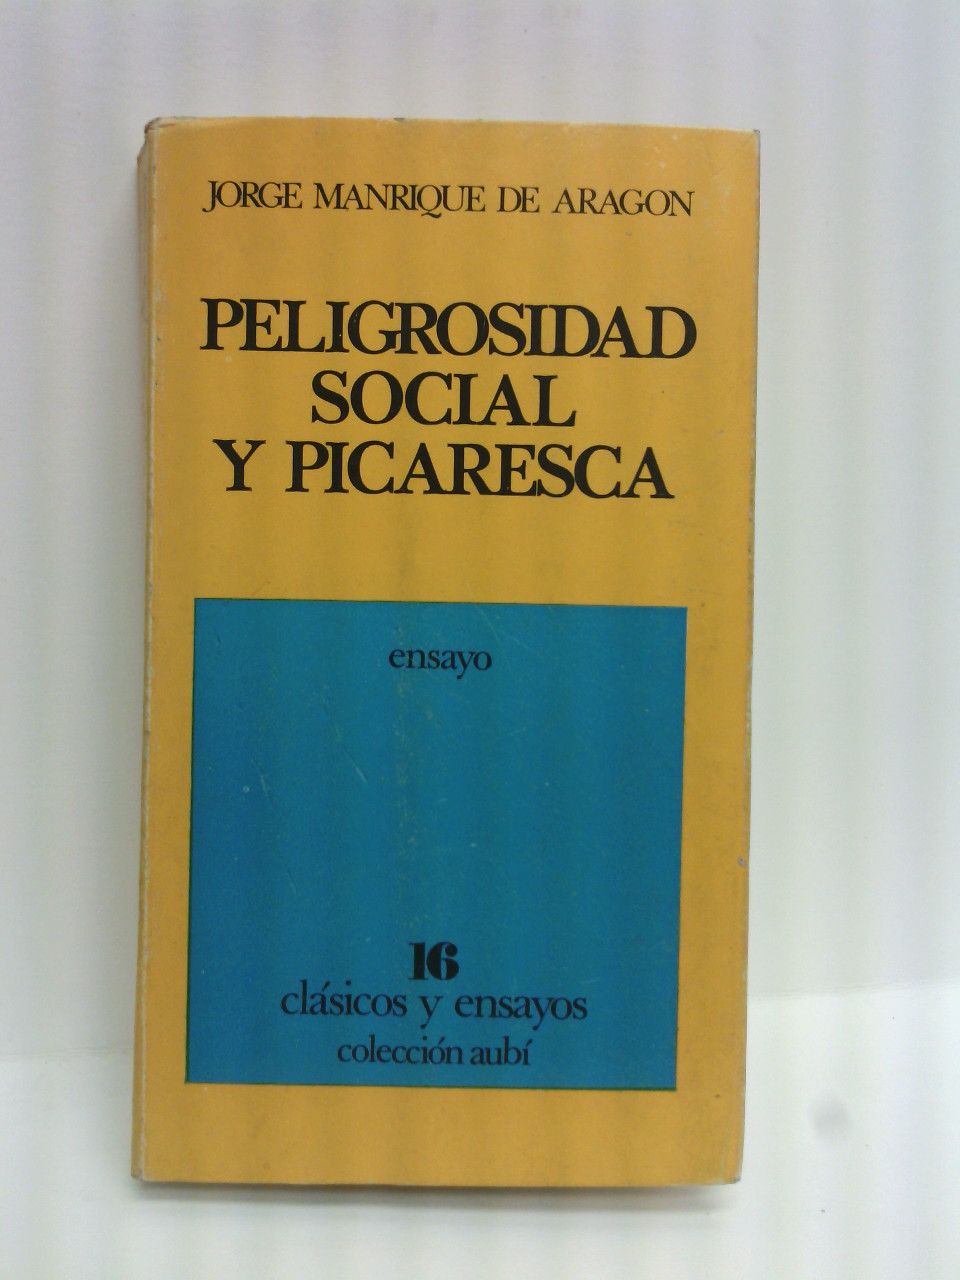 JORGE MANRIQUE DE ARAGON
PELIGROSIDAD
SOCIAL
Y PICARESCA
ensayo
16
clásicos y ensayos
colección aubí